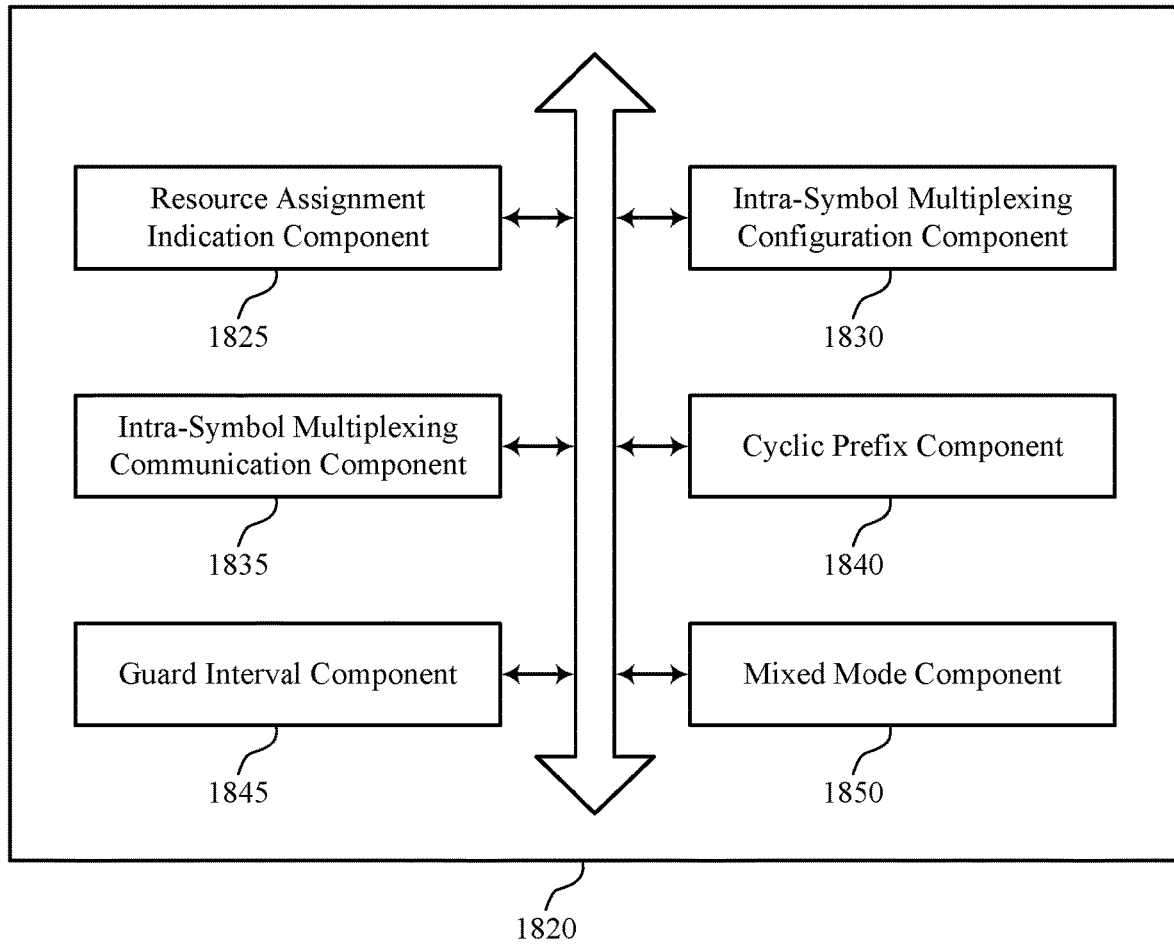 Resource Assignment
Indication Component
1825
Intra-Symbol Multiplexing
Configuration Component
1830
Intra-Symbol Multiplexing
Communication Component
1835
Cyclic Prefix Component
1840
Guard Interval Component
1845
Mixed Mode Component
1850
1820